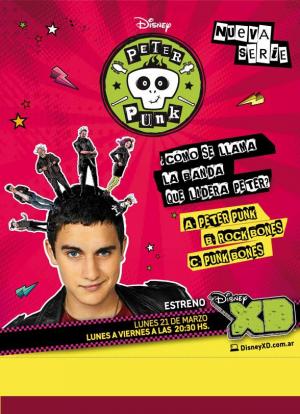 Disney
PETER
PUNK
NUEVA
SERIE
¿CÓMO SE LLAMA
LA BANDA
QUE LIDERA PETER?
A: PETER PUNK
B: ROCK BONES
C: PUNK BONES
ESTRENO
LUNES 21 DE MARZO
LUNES A VIERNES A LAS 20:30 HS.
Disney
XD
DisneyXD.com.ar